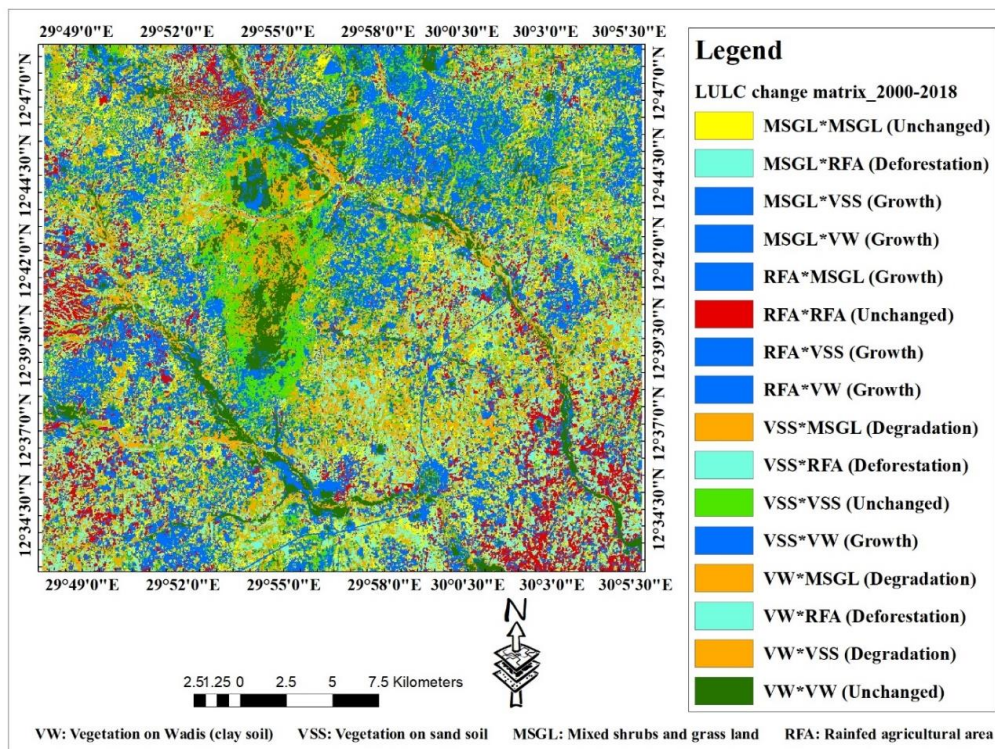 29°49'0"E 29°52'0"E 29°55'0"E 29°58'0"E 30°0'30"E 30°3'0"E 30°5'30"E
12°47'0"N
12°44'30"N
12°42'0"N
12°39'30"N
12°37'0"N
12°34'30"N
12°47'0"N
12°44'30"N
12°42'0"N
12°39'30"N
12°37'0"N
12°34'30"N
29°49'0"E 29°52'0"E 29°55'0"E 29°58'0"E 30°0'30"E 30°3'0"E 30°5'30"E
N
2.51.25 0 2.5 5 7.5 Kilometers
Legend
LULC change matrix_2000-2018
MSGL*MSGL (Unchanged)
MSGL*RFA (Deforestation)
MSGL*VSS (Growth)
MSGL*VW (Growth)
RFA*MSGL (Growth)
RFA*RFA (Unchanged)
RFA*VSS (Growth)
RFA*VW (Growth)
VSS*MSGL (Degradation)
VSS*RFA (Deforestation)
VSS*VSS (Unchanged)
VSS*VW (Growth)
VW*MSGL (Degradation)
VW*RFA (Deforestation)
VW*VSS (Degradation)
VW*VW (Unchanged)
VW: Vegetation on Wadis (clay soil) VSS: Vegetation on sand soil MSGL: Mixed shrubs and grass land RFA: Rainfed agricultural area